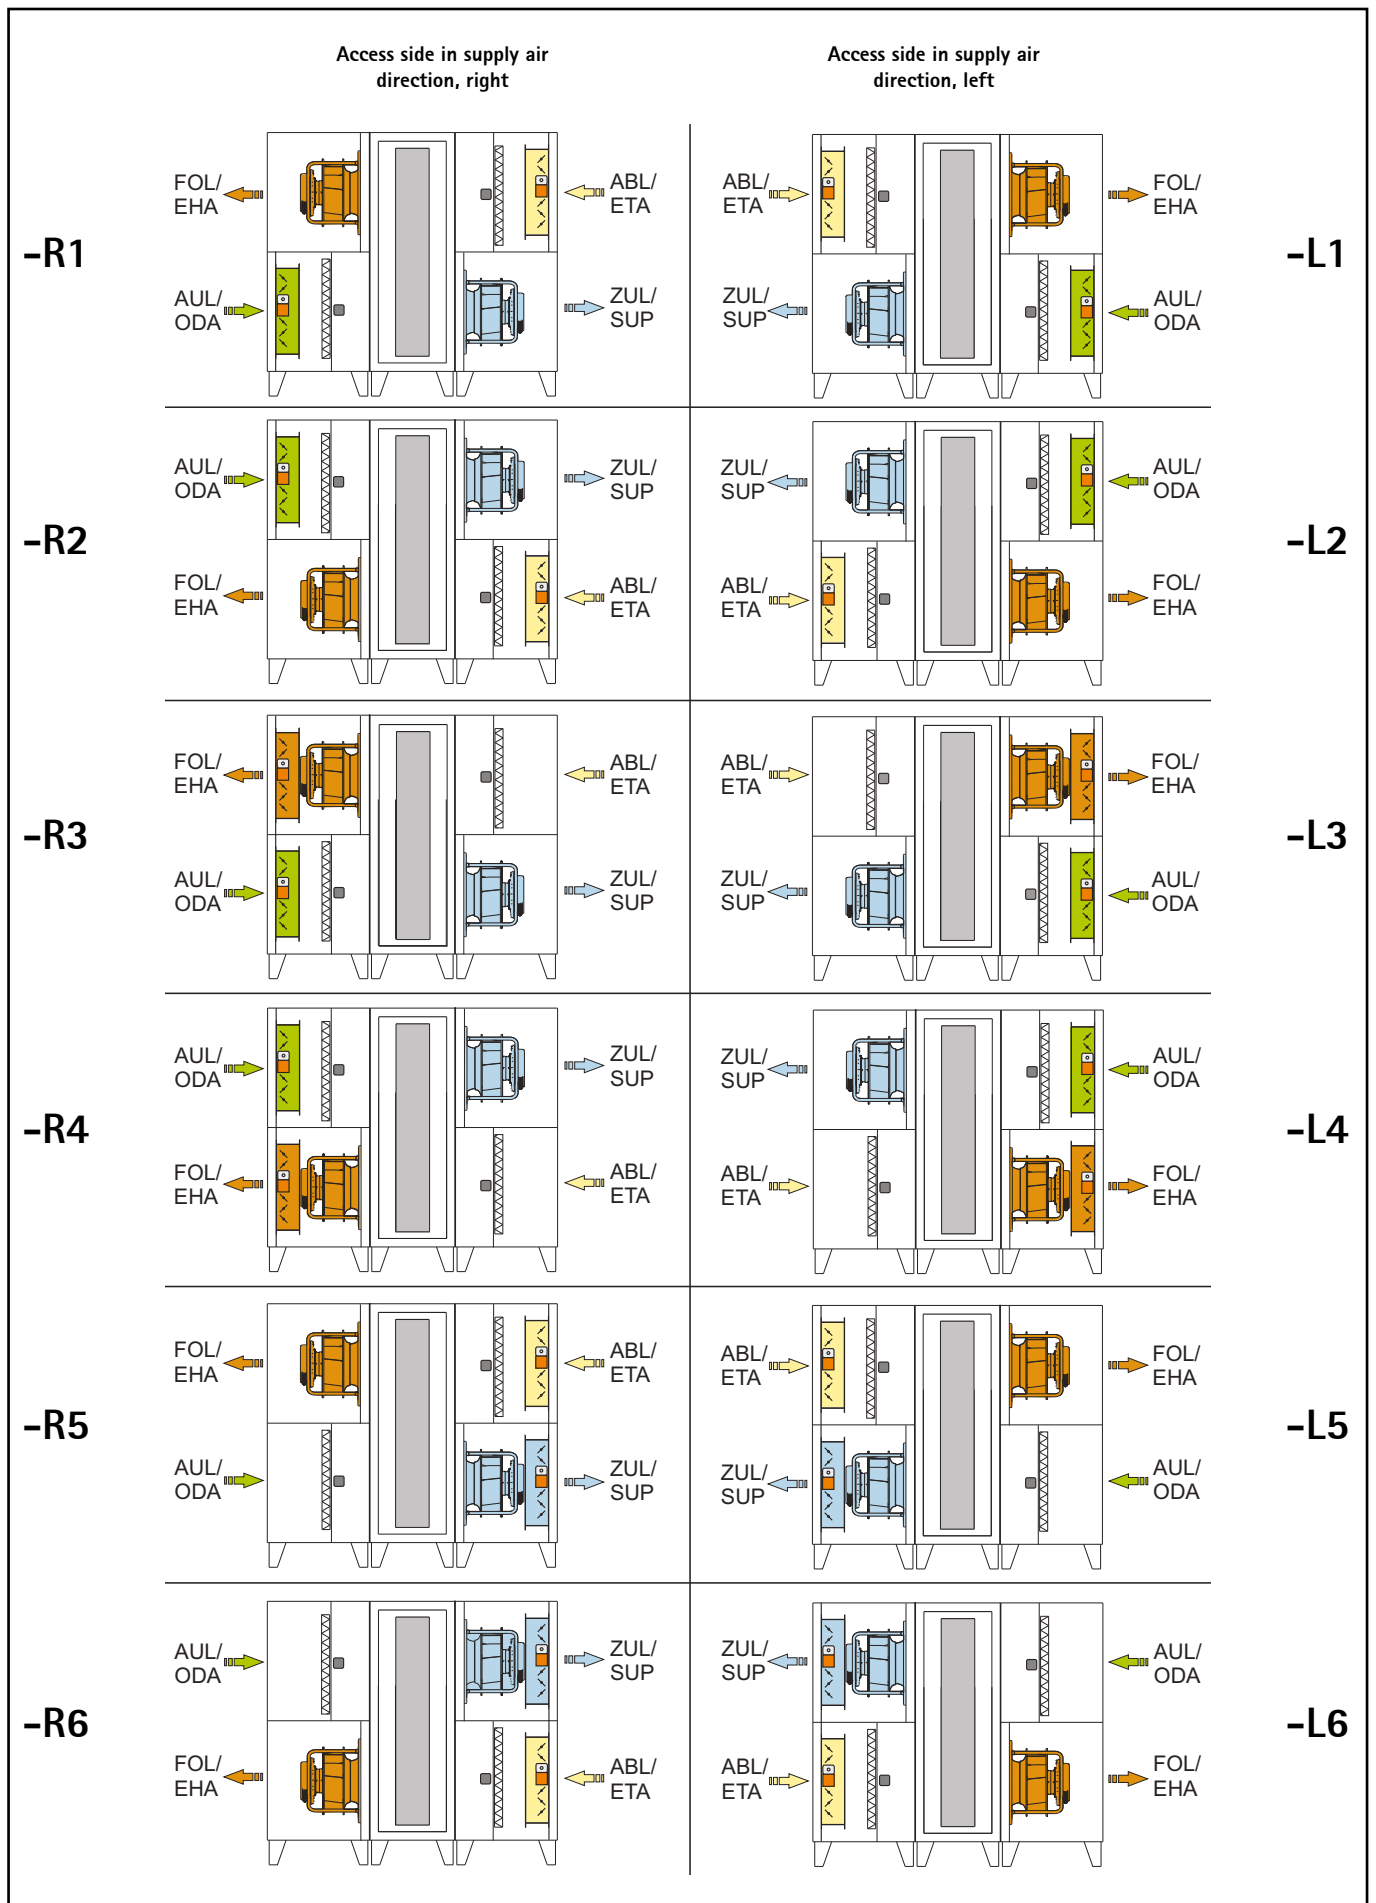 Access side in supply air
direction, right
Access side in supply air
direction, left
-R1
FOL/
EHA
ABL/
ETA
AUL/
ODA
ZUL/
SUP
ABL/
ETA
FOL/
EHA
ZUL/
SUP
AUL/
ODA
-L1
-R2
AUL/
ODA
ZUL/
SUP
FOL/
EHA
ABL/
ETA
ZUL/
SUP
AUL/
ODA
ABL/
ETA
FOL/
EHA
-L2
-R3
FOL/
EHA
ABL/
ETA
AUL/
ODA
ZUL/
SUP
ABL/
ETA
FOL/
EHA
ZUL/
SUP
AUL/
ODA
-L3
-R4
AUL/
ODA
ZUL/
SUP
FOL/
EHA
ABL/
ETA
ZUL/
SUP
AUL/
ODA
ABL/
ETA
FOL/
EHA
-L4
-R5
FOL/
EHA
ABL/
ETA
AUL/
ODA
ZUL/
SUP
ABL/
ETA
FOL/
EHA
ZUL/
SUP
AUL/
ODA
-L5
-R6
AUL/
ODA
ZUL/
SUP
FOL/
EHA
ABL/
ETA
ZUL/
SUP
AUL/
ODA
ABL/
ETA
FOL/
EHA
-L6